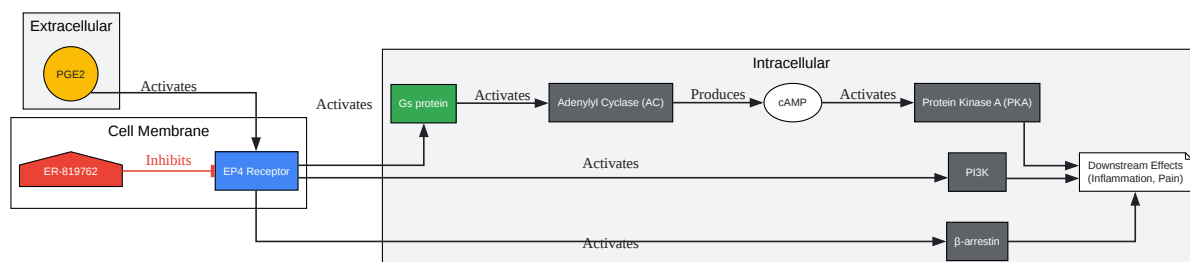 Extracellular
PGE2
Activates
Cell Membrane
ER-819762
Inhibits
EP4 Receptor
Activates
Intracellular
Gs protein
Activates
Adenylyl Cyclase (AC)
Produces
cAMP
Activates
Protein Kinase A (PKA)
Activates
PI3K
Downstream Effects
(Inflammation, Pain)
Activates
β-arrestin